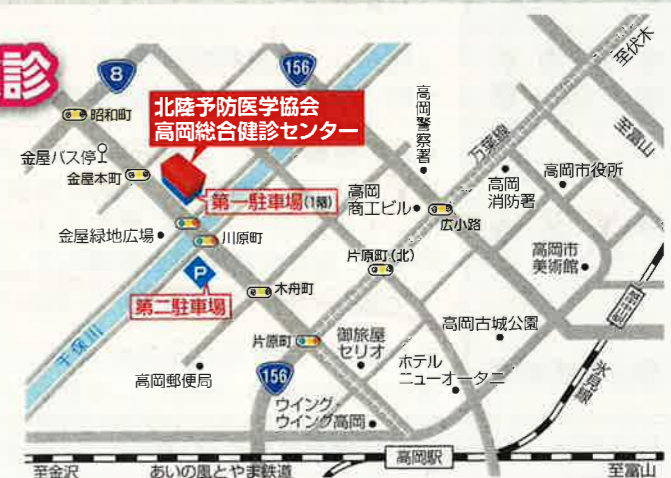 診
8
156
至伏木
北陸予防医学協会
高岡総合健診センター
昭和町
高岡警察署
至富山
万葉線
金屋バス停
金屋本町
高岡市役所
高岡
消防署
高岡
商工ビル
第一駐車場(1階)
広小路
金屋緑地広場
川原町
片原町(北)
高岡市
美術館
P
木舟町
第二駐車場
越中中川駅
千保川
高岡古城公園
片原町
御旅屋
セリオ
氷見線
高岡郵便局
156
ホテル
ニューオータニ
ウイング・
ウイング高岡
高岡駅
至金沢
あいの風とやま鉄道
至富山